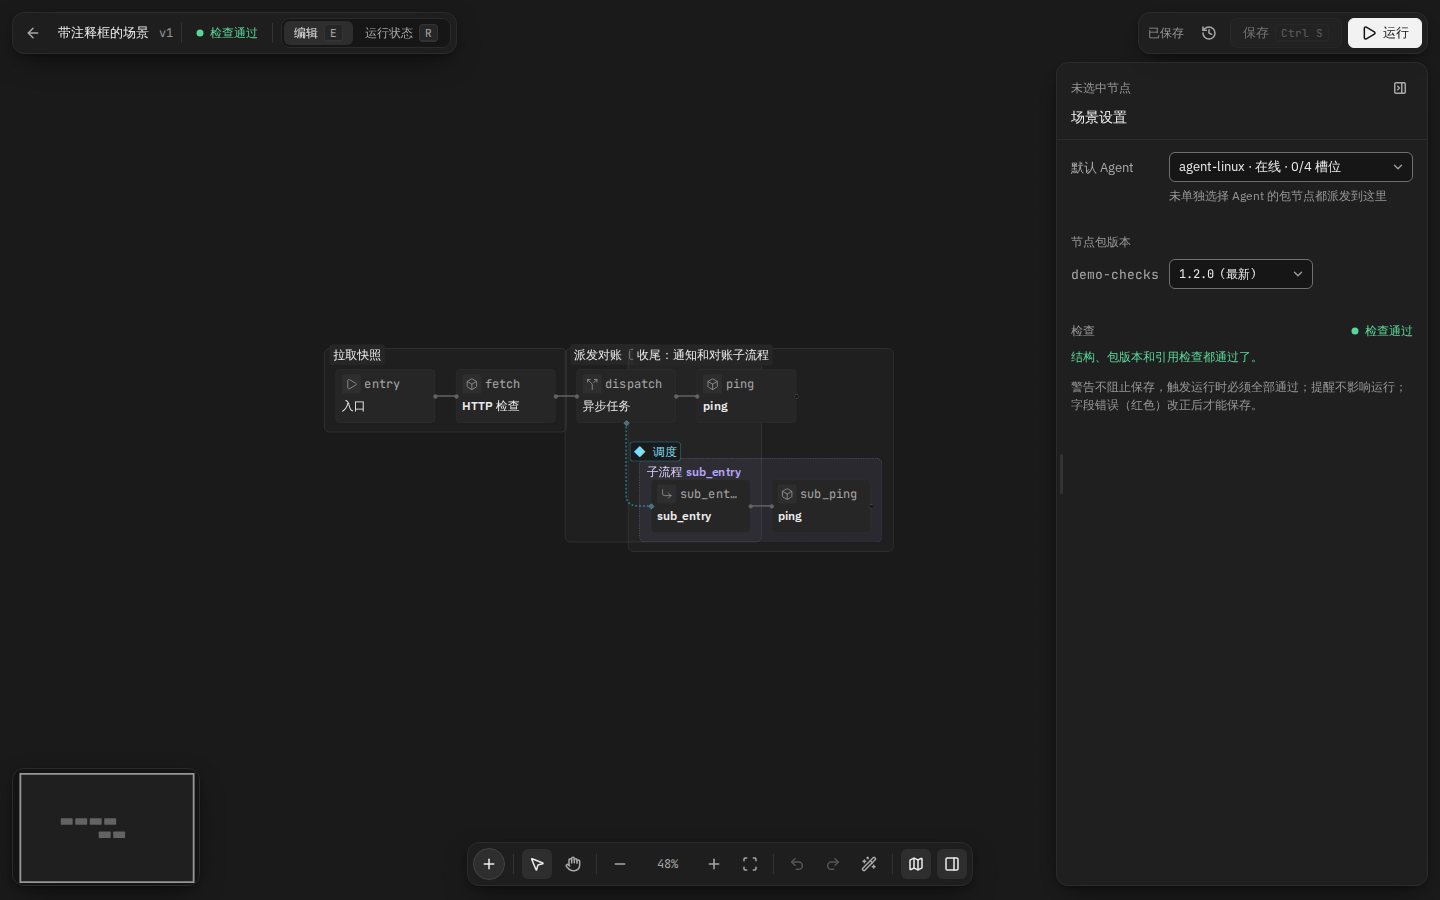 带注释框的场景 v1 检查通过 编辑 E 运行状态 R
已保存 保存 Ctrl S 运行
未选中节点
场景设置
默认 Agent agent-linux · 在线 · 0/4 槽位
未单独选择 Agent 的包节点都派发到这里
节点包版本
demo-checks 1.2.0 (最新)
检查 检查通过
结构、包版本和引用检查都通过了。
警告不阻止保存，触发运行时必须全部通过；提醒不影响运行；
字段错误（红色）改正后才能保存。
拉取快照 派发对账 收尾：通知和对账子流程
entry fetch dispatch ping
入口 HTTP 检查 异步任务 ping
调度
子流程 sub_entry
sub_ent… sub_ping
sub_entry ping
48%